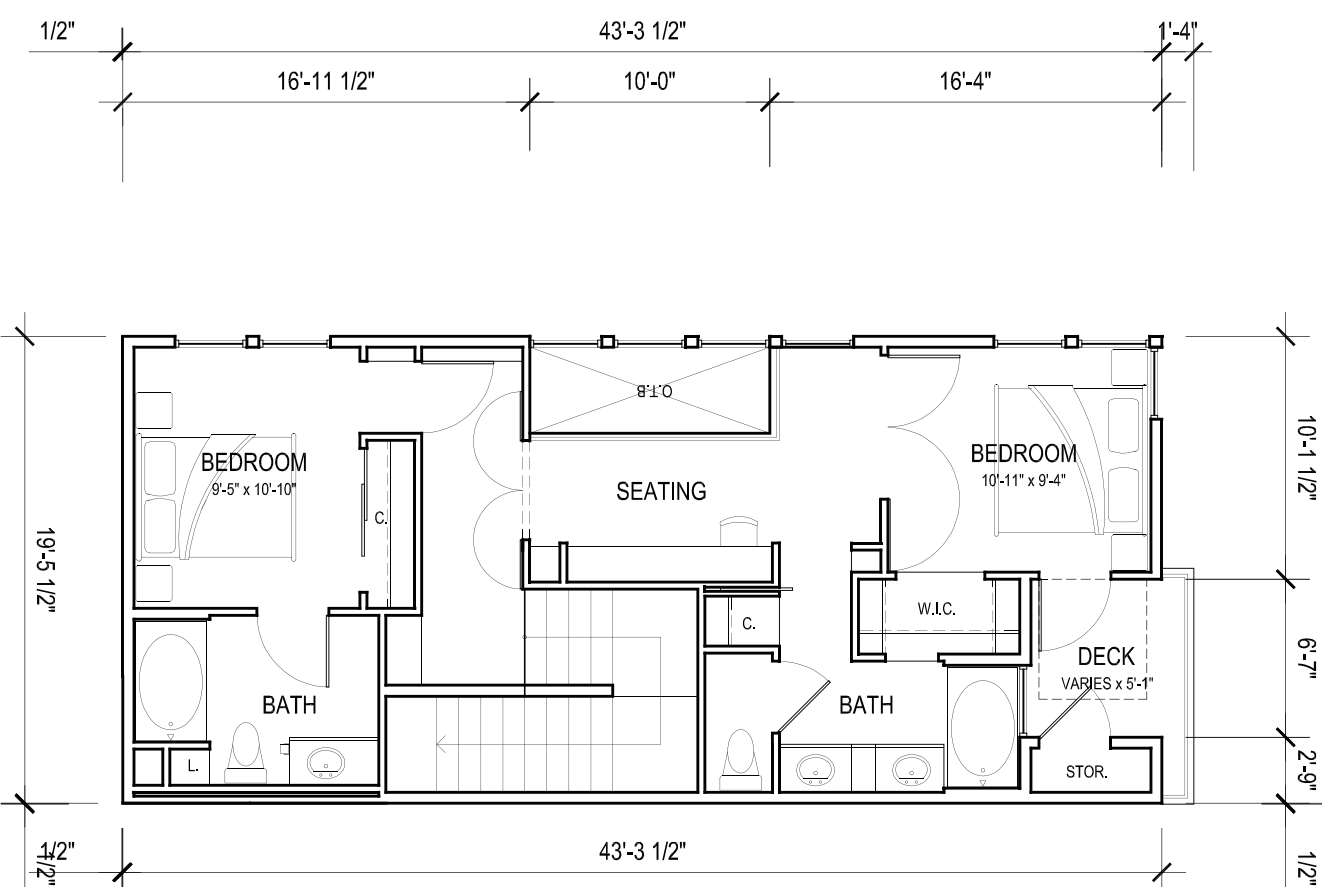 1/2"
43'-3 1/2"
1'-4"
16'-11 1/2"
10'-0"
16'-4"
O.T.B
BEDROOM
9'-5" x 10'-10"
C.
SEATING
BEDROOM
10'-11" x 9'-4"
10'-1 1/2"
19'-5 1/2"
C.
W.I.C.
6'-7"
DECK
VARIES x 5'-1"
BATH
BATH
L.
STOR.
2'-9"
1/2"
1/2"
43'-3 1/2"
1/2"